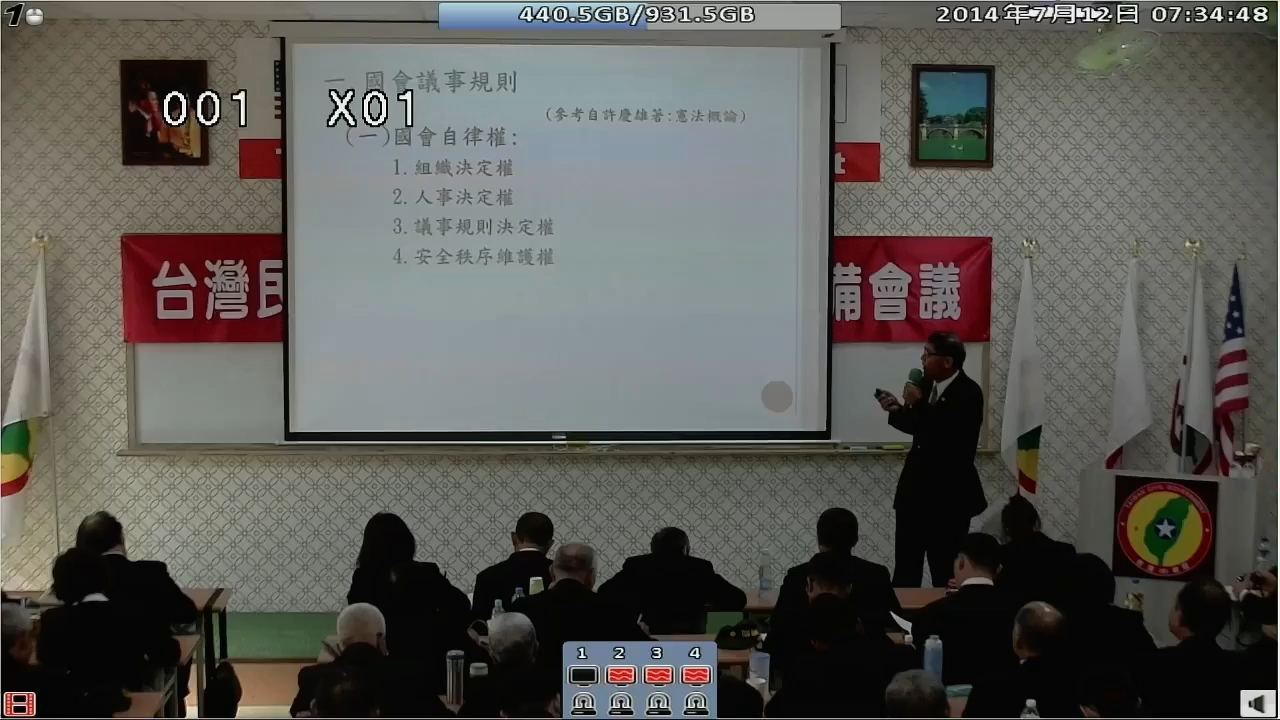 1
440.5GB/931.5GB
2014年7月12日 07:34:48
001 X01
一 國會議事規則
(參考自許慶雄著:憲法概論)
(一)國會自律權:
1. 組織決定權
2. 人事決定權
3. 議事規則決定權
4. 安全秩序維護權
t
台灣民
備會議
TAIWAN CIVIL GOVERNMENT
1 2 3 4